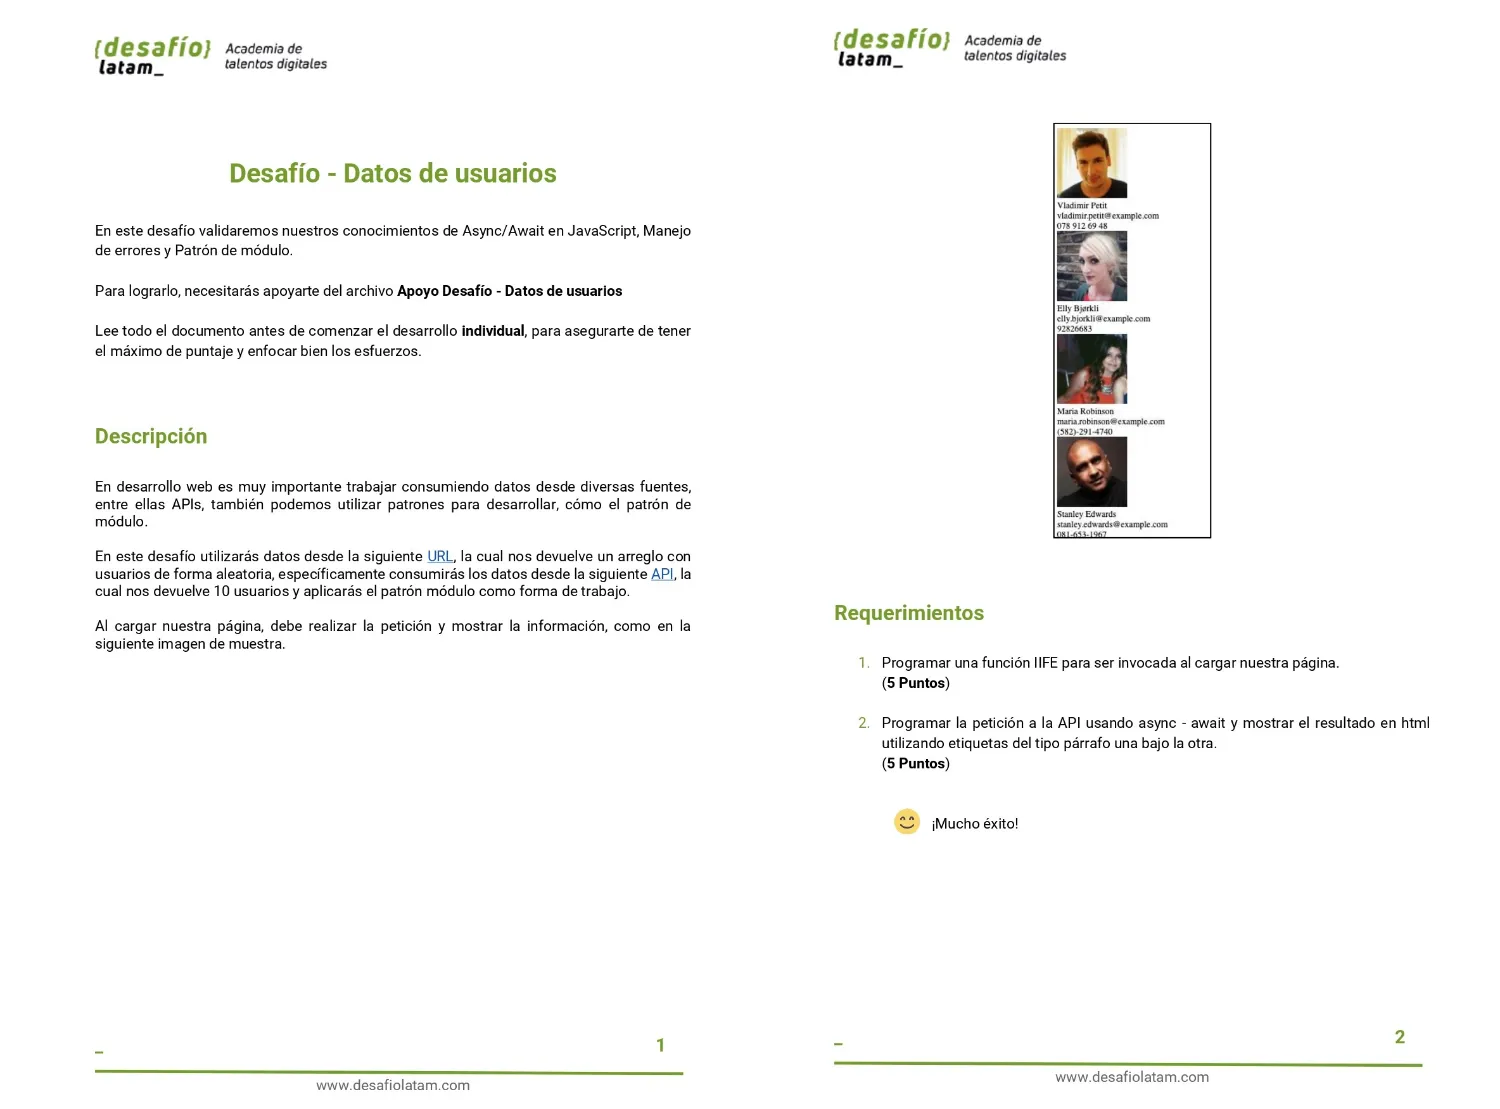 {desafío}
latam_
Academia de
talentos digitales
Desafío - Datos de usuarios
En este desafío validaremos nuestros conocimientos de Async/Await en JavaScript, Manejo
de errores y Patrón de módulo.
Para lograrlo, necesitarás apoyarte del archivo Apoyo Desafío - Datos de usuarios
Lee todo el documento antes de comenzar el desarrollo individual, para asegurarte de tener
el máximo de puntaje y enfocar bien los esfuerzos.
Descripción
En desarrollo web es muy importante trabajar consumiendo datos desde diversas fuentes,
entre ellas APIs, también podemos utilizar patrones para desarrollar, cómo el patrón de
módulo.
En este desafío utilizarás datos desde la siguiente URL, la cual nos devuelve un arreglo con
usuarios de forma aleatoria, específicamente consumirás los datos desde la siguiente API, la
cual nos devuelve 10 usuarios y aplicarás el patrón módulo como forma de trabajo.
Al cargar nuestra página, debe realizar la petición y mostrar la información, como en la
siguiente imagen de muestra.
_
1
www.desafiolatam.com
{desafío}
latam_
Academia de
talentos digitales
Vladimir Petit
vladimir.petit@example.com
078 912 69 48
Elly Bjørkli
elly.bjorkli@example.com
92826683
Maria Robinson
maria.robinson@example.com
(582)-291-4740
Stanley Edwards
stanley.edwards@example.com
081-653-1967
Requerimientos
1. Programar una función IIFE para ser invocada al cargar nuestra página.
(5 Puntos)
2. Programar la petición a la API usando async - await y mostrar el resultado en html
utilizando etiquetas del tipo párrafo una bajo la otra.
(5 Puntos)
¡Mucho éxito!
_
2
www.desafiolatam.com